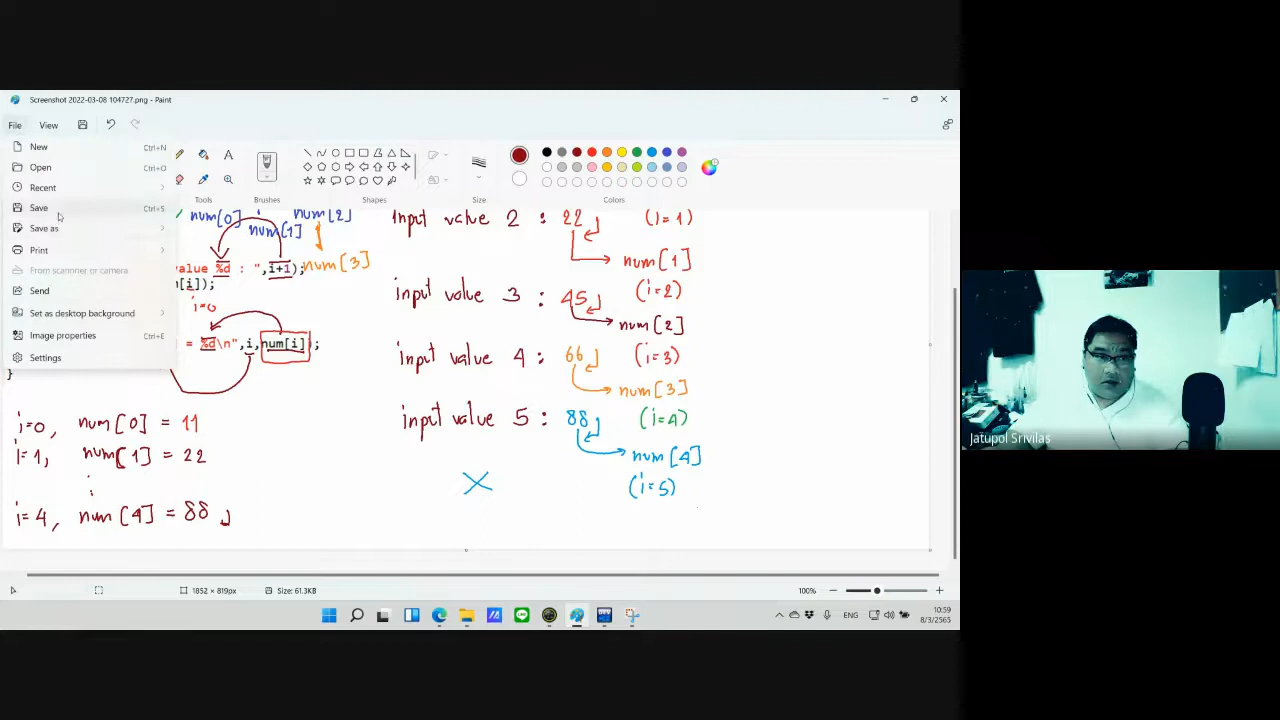 Screenshot 2022-03-08 104727.png - Paint
File View
New Ctrl+N
Open Ctrl+O
Recent
Save Ctrl+S
Save as
Print
From scanner or camera
Send
Set as desktop background
Image properties Ctrl+E
Settings
Tools Brushes Shapes Size Colors
num[0] num[2]
num[1]
value %d : ",i+1); num[3]
[i]);
i=0
= %d\n",i,num[i]);
}
i=0, num[0] = 11
i=1, num[1] = 22
:
i=4, num[4] = 88
input value 2 : 22 (i=1)
num[1]
input value 3 : 45 (i=2)
num[2]
input value 4 : 66 (i=3)
num[3]
input value 5 : 88 (i=4)
num[4]
(i=5)
Jatupol Srivilas
1852 × 819px Size: 61.3KB 100%
ENG 10:59
8/3/2565